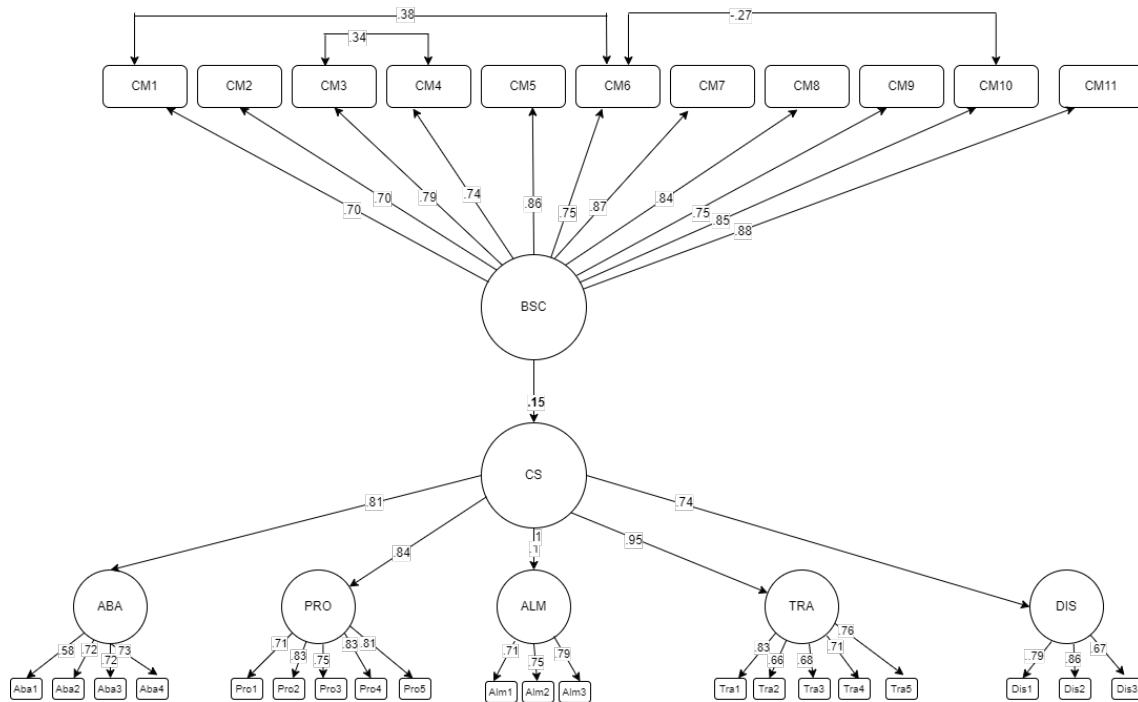 .38
-.27
.34
CM1 CM2 CM3 CM4 CM5 CM6 CM7 CM8 CM9 CM10 CM11
.70 .70 .79 .74 .86 .75 .87 .84 .75 .85 .88
BSC
.15
CS
.81 .84 .95 .74
ABA PRO ALM TRA DIS
.58 .72 .72 .73 .71 .83 .75 .83 .81 .71 .75 .79 .83 .66 .68 .71 .76 .79 .86 .67
Aba1 Aba2 Aba3 Aba4 Pro1 Pro2 Pro3 Pro4 Pro5 Alm1 Alm2 Alm3 Tra1 Tra2 Tra3 Tra4 Tra5 Dis1 Dis2 Dis3